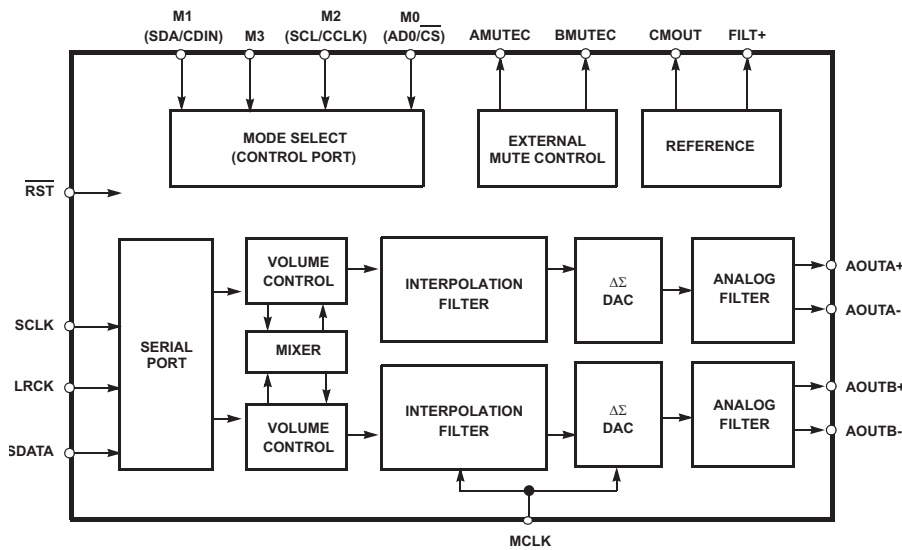 M1
(SDA/CDIN)
M3
M2
(SCL/CCLK)
M0
(AD0/CS)
AMUTEC
BMUTEC
CMOUT
FILT+
MODE SELECT
(CONTROL PORT)
EXTERNAL
MUTE CONTROL
REFERENCE
RST
VOLUME
CONTROL
INTERPOLATION
FILTER
ΔΣ
DAC
ANALOG
FILTER
AOUTA+
AOUTA-
SCLK
SERIAL
PORT
MIXER
LRCK
VOLUME
CONTROL
INTERPOLATION
FILTER
ΔΣ
DAC
ANALOG
FILTER
AOUTB+
AOUTB-
SDATA
MCLK